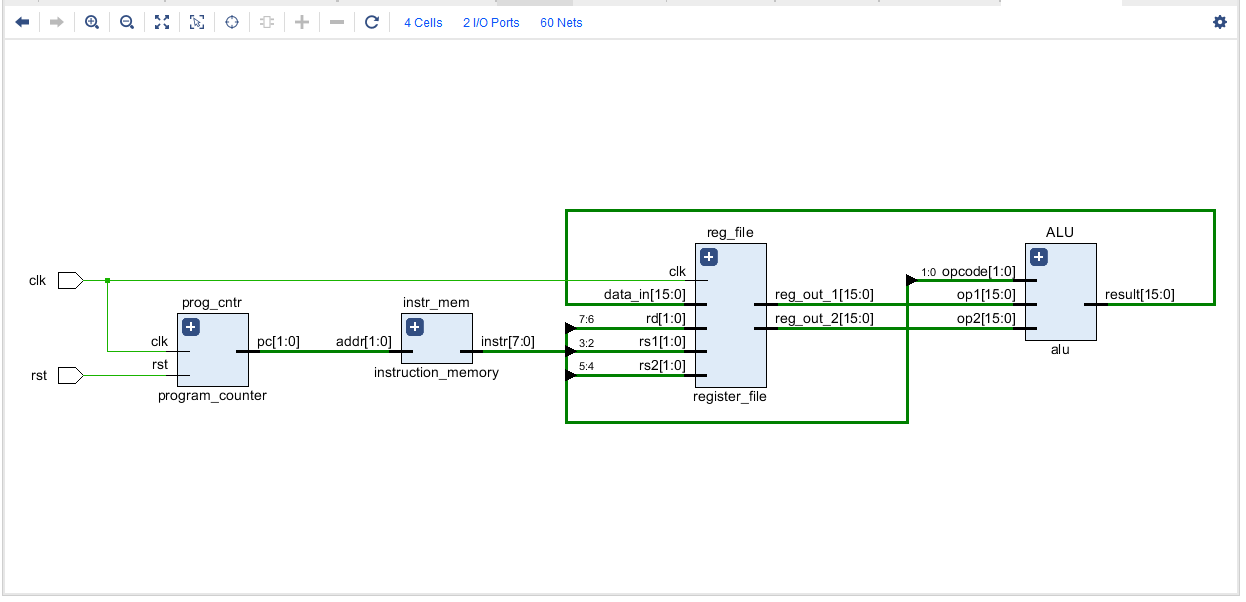 4 Cells 2 I/O Ports 60 Nets
reg_file ALU
clk 1:0 opcode[1:0]
clk
data_in[15:0] reg_out_1[15:0] op1[15:0] result[15:0]
prog_cntr instr_mem
7:6 rd[1:0] reg_out_2[15:0] op2[15:0]
clk pc[1:0] addr[1:0] instr[7:0] 3:2 rs1[1:0]
alu
rst 5:4 rs2[1:0]
rst instruction_memory
program_counter register_file